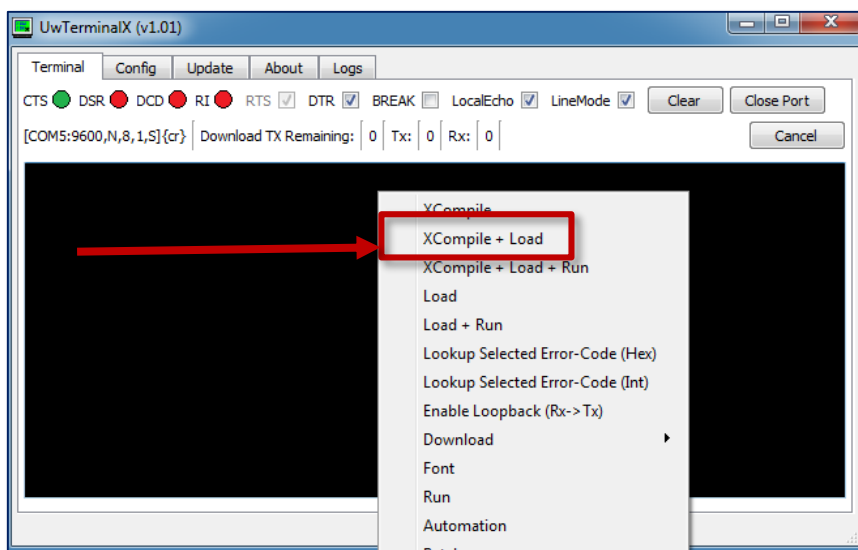 UwTerminalX (v1.01)
Terminal Config Update About Logs
CTS DSR DCD RI RTS DTR BREAK LocalEcho LineMode Clear Close Port
[COM5:9600,N,8,1,S]{cr} Download TX Remaining: 0 Tx: 0 Rx: 0 Cancel
XCompile
XCompile + Load
XCompile + Load + Run
Load
Load + Run
Lookup Selected Error-Code (Hex)
Lookup Selected Error-Code (Int)
Enable Loopback (Rx->Tx)
Download
Font
Run
Automation